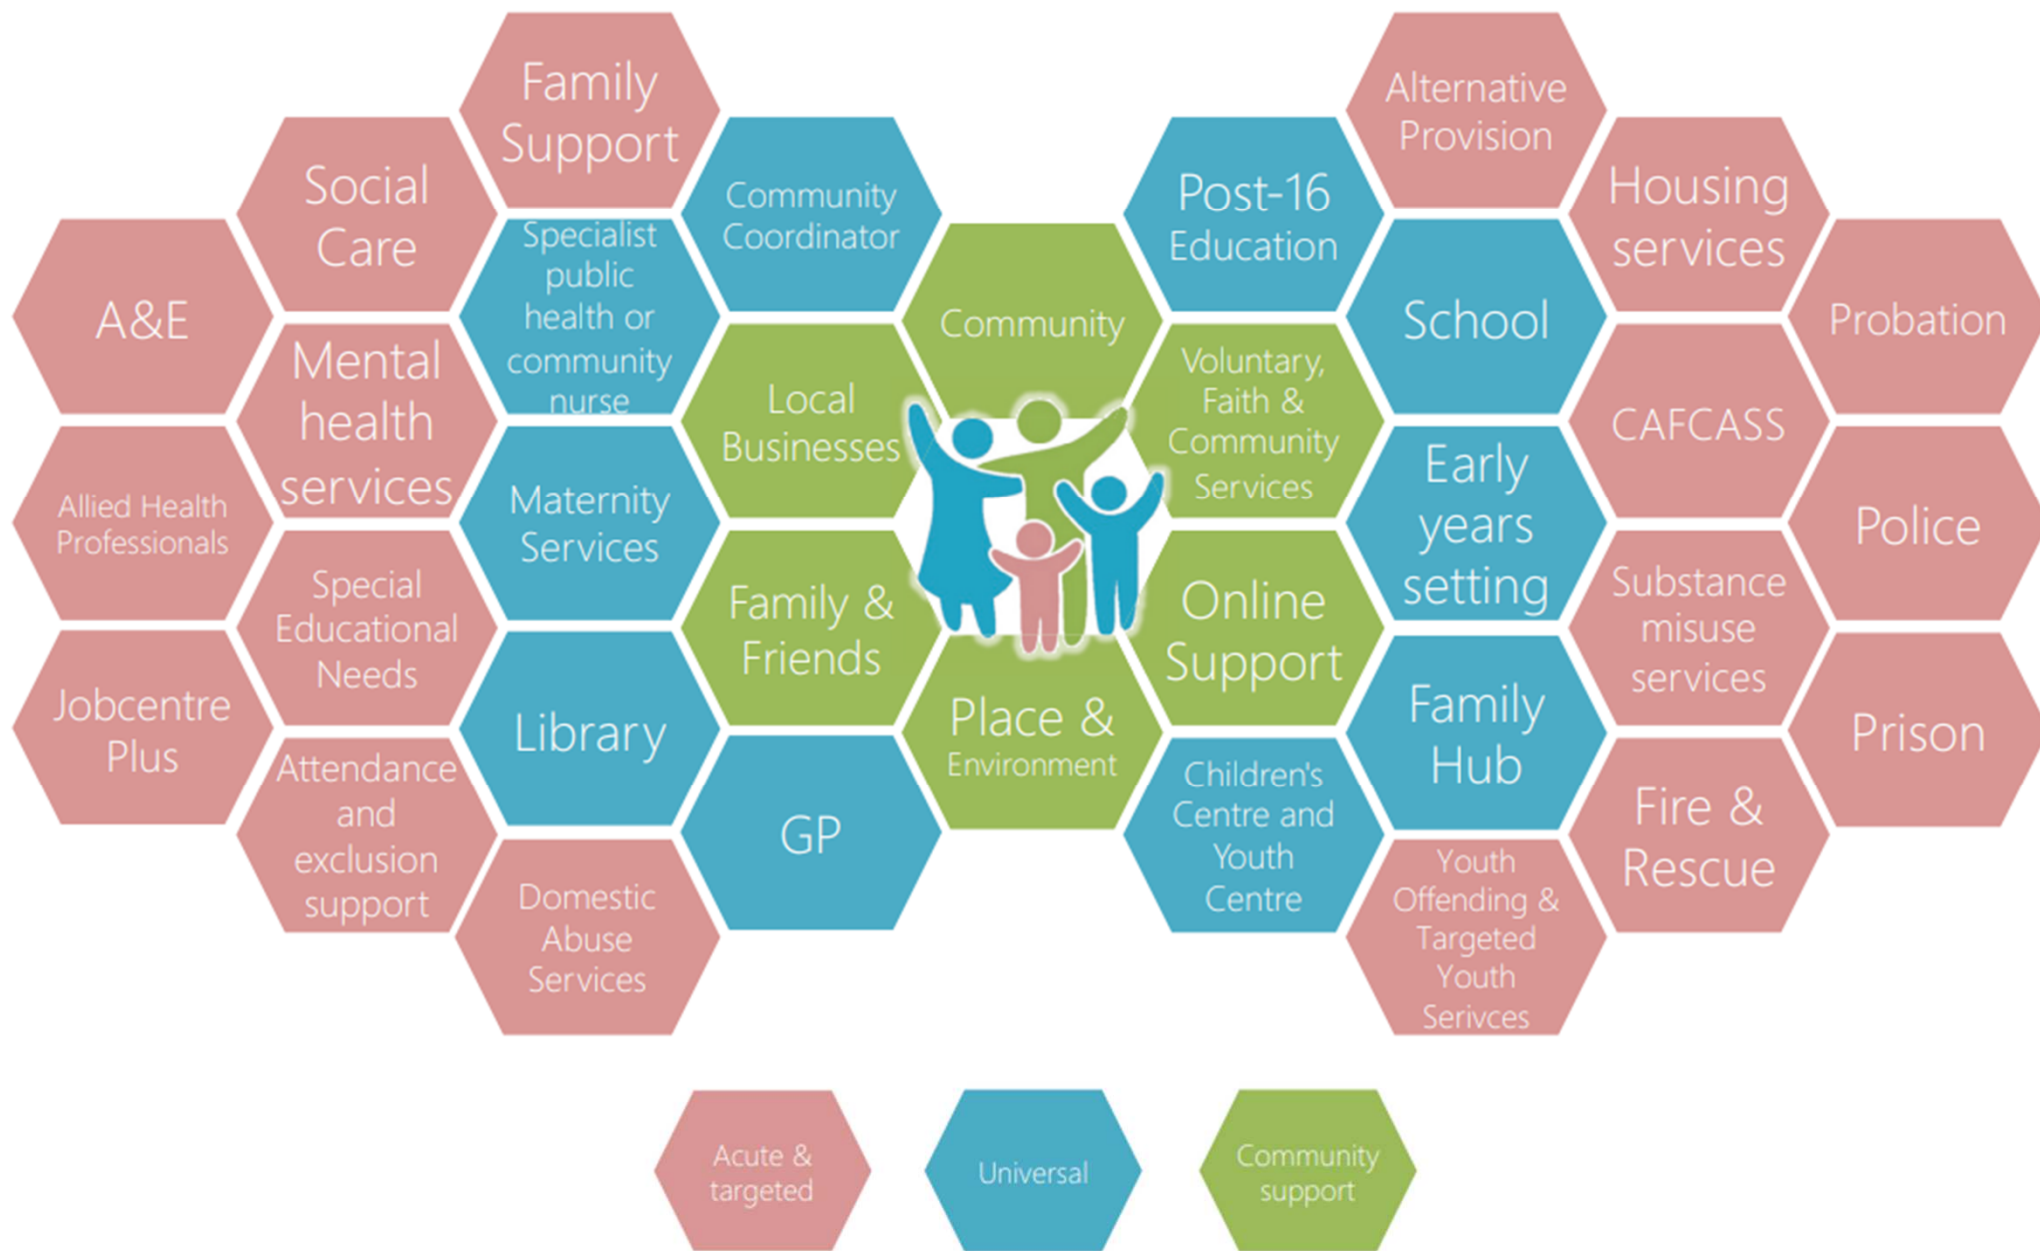 Family
Support
Alternative
Provision
Social
Care
Community
Coordinator
Post-16
Education
Housing
services
A&E
Specialist
public
health or
community
nurse
Community
School
Probation
Mental
health
services
Local
Businesses
Voluntary,
Faith &
Community
Services
CAFCASS
Allied Health
Professionals
Maternity
Services
Early
years
setting
Police
Special
Educational
Needs
Family &
Friends
Online
Support
Substance
misuse
services
Jobcentre
Plus
Library
Place &
Environment
Family
Hub
Prison
Attendance
and
exclusion
support
GP
Children's
Centre and
Youth
Centre
Fire &
Rescue
Domestic
Abuse
Services
Youth
Offending &
Targeted
Youth
Serivces
Acute &
targeted
Universal
Community
support